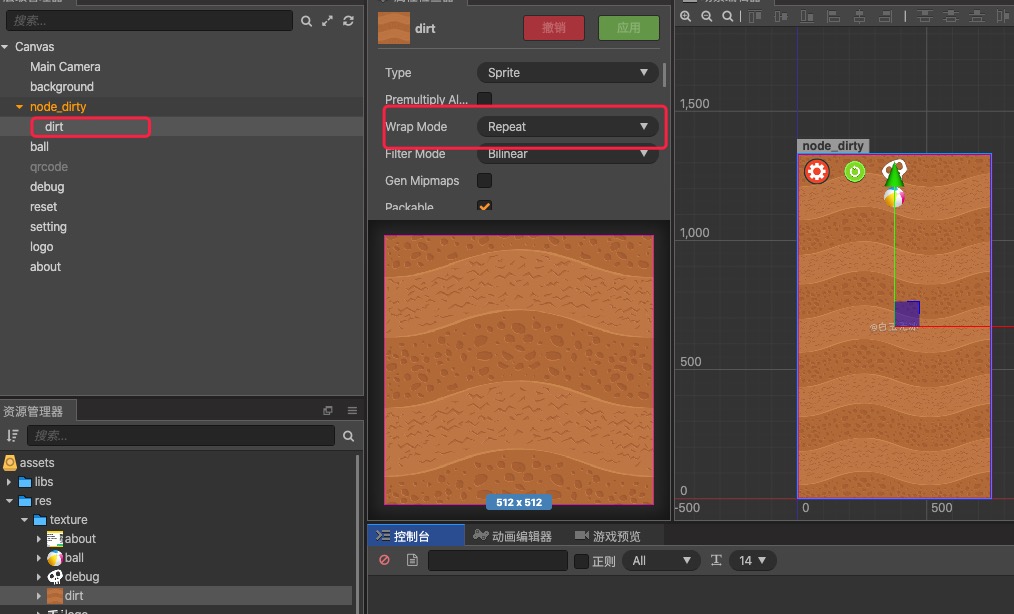 搜索...
Canvas
Main Camera
background
node_dirty
dirt
ball
qrcode
debug
reset
setting
logo
about
资源管理器
搜索...
assets
libs
res
texture
about
ball
debug
dirt
dirt
撤销
应用
Type
Sprite
Premultiply Al...
Wrap Mode
Repeat
Filter Mode
Bilinear
Gen Mipmaps
Packable
512 x 512
控制台
动画编辑器
游戏预览
正则
All
14
1,500
1,000
500
0
-500
0
500
node_dirty